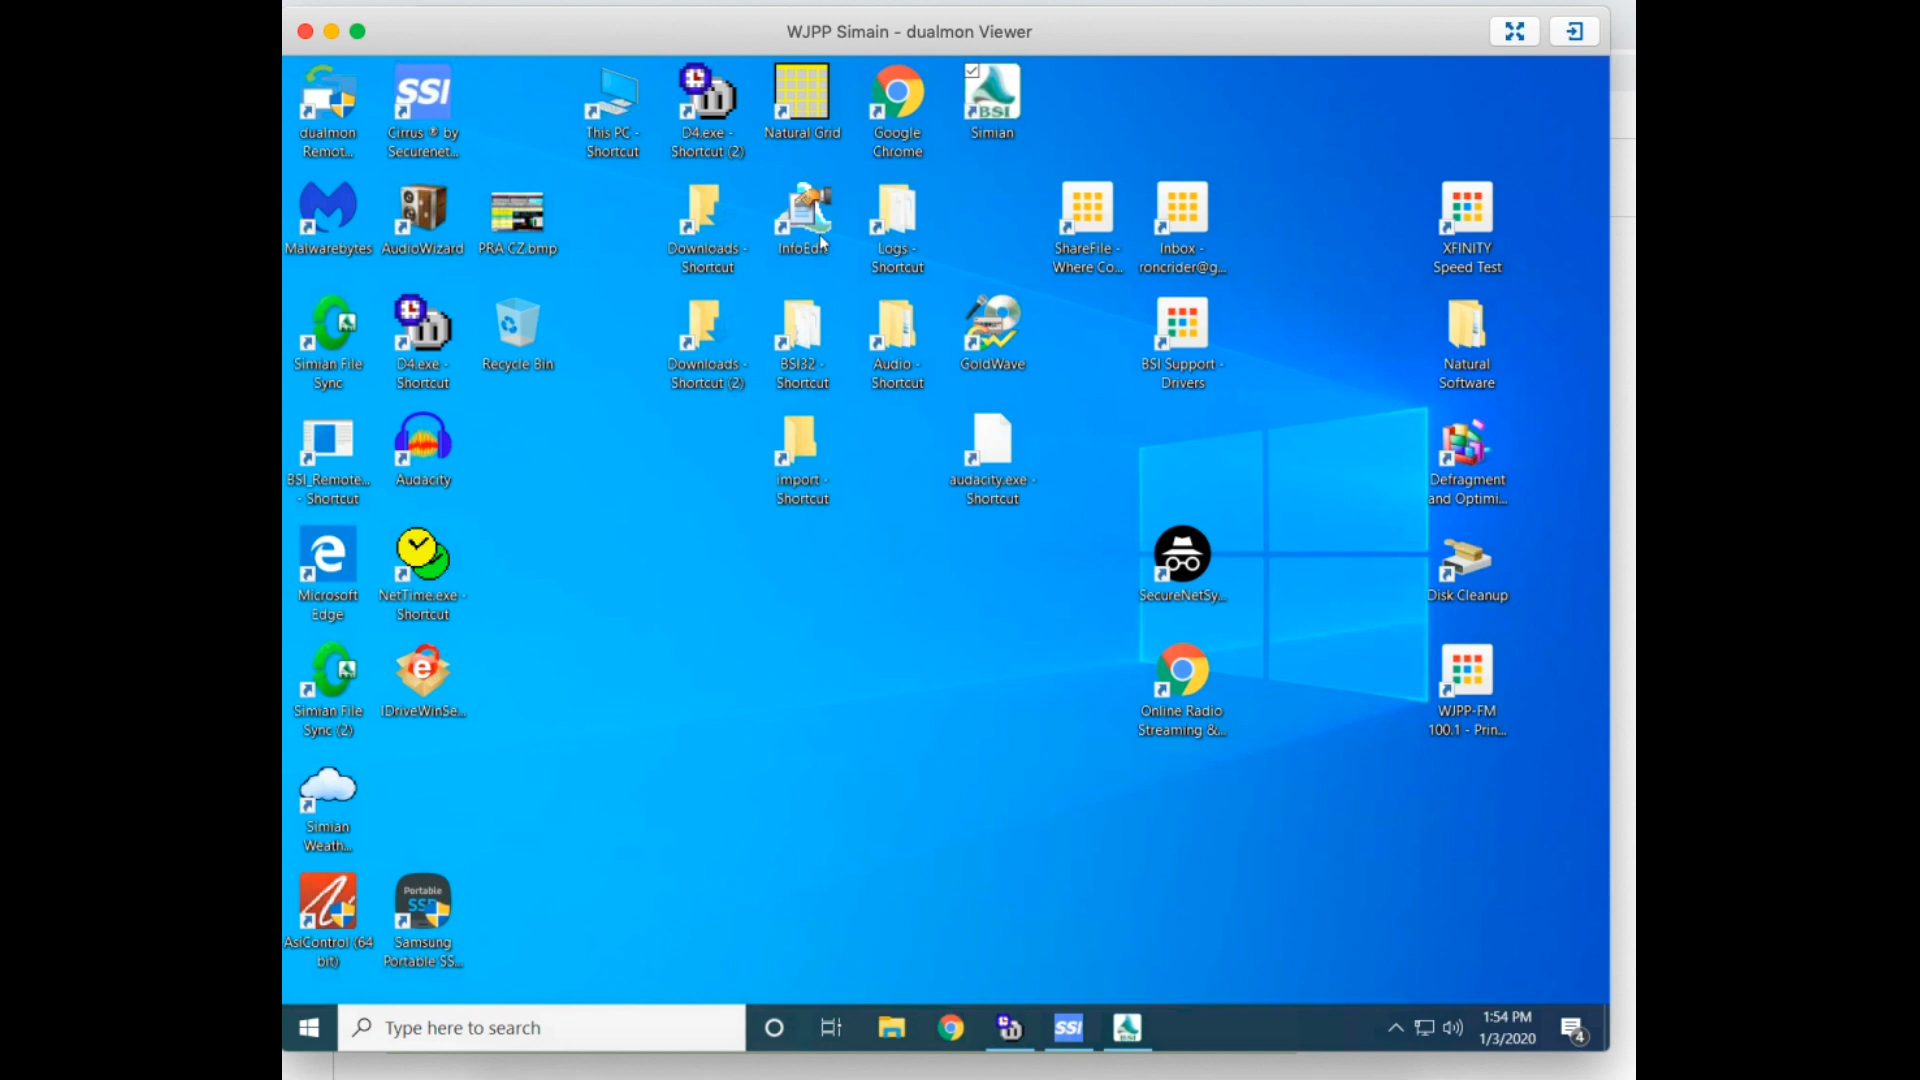 WJPP Simain - dualmon Viewer
SSI
BSI
dualmon
Remot...
Cirrus ® by
Securenet...
This PC -
Shortcut
D4.exe -
Shortcut (2)
Natural Grid
Google
Chrome
Simian
Malwarebytes
AudioWizard
PRA CZ.bmp
Downloads -
Shortcut
InfoEdit
Logs -
Shortcut
ShareFile -
Where Co...
Inbox -
roncrider@g...
XFINITY
Speed Test
Simian File
Sync
D4.exe -
Shortcut
Recycle Bin
Downloads -
Shortcut (2)
BSI32 -
Shortcut
Audio -
Shortcut
GoldWave
BSI Support -
Drivers
Natural
Software
BSI_Remote...
- Shortcut
Audacity
import -
Shortcut
audacity.exe -
Shortcut
Defragment
and Optimi...
Microsoft
Edge
NetTime.exe -
Shortcut
SecureNetSy...
Disk Cleanup
Simian File
Sync (2)
IDriveWinSe...
Online Radio
Streaming &...
WJPP-FM
100.1 - Prin...
Simian
Weath...
Portable
SSD
AsiControl (64
bit)
Samsung
Portable SS...
Type here to search
SSI
BSI
1:54 PM
1/3/2020
4